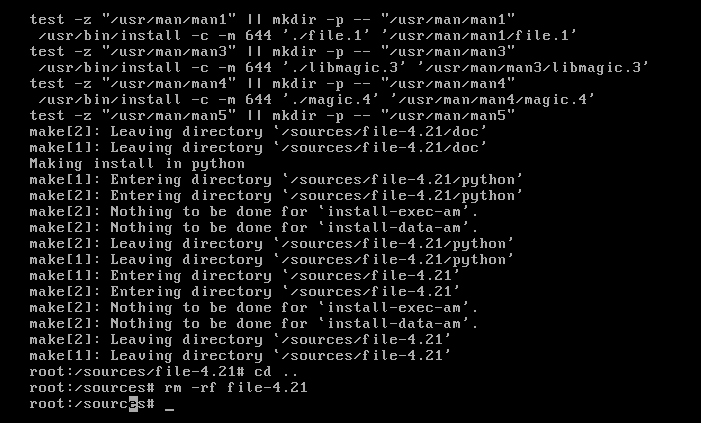 test -z "/usr/man/man1" || mkdir -p -- "/usr/man/man1"
/usr/bin/install -c -m 644 './file.1' '/usr/man/man1/file.1'
test -z "/usr/man/man3" || mkdir -p -- "/usr/man/man3"
/usr/bin/install -c -m 644 './libmagic.3' '/usr/man/man3/libmagic.3'
test -z "/usr/man/man4" || mkdir -p -- "/usr/man/man4"
/usr/bin/install -c -m 644 './magic.4' '/usr/man/man4/magic.4'
test -z "/usr/man/man5" || mkdir -p -- "/usr/man/man5"
make[2]: Leaving directory `/sources/file-4.21/doc'
make[1]: Leaving directory `/sources/file-4.21/doc'
Making install in python
make[1]: Entering directory `/sources/file-4.21/python'
make[2]: Entering directory `/sources/file-4.21/python'
make[2]: Nothing to be done for `install-exec-am'.
make[2]: Nothing to be done for `install-data-am'.
make[2]: Leaving directory `/sources/file-4.21/python'
make[1]: Leaving directory `/sources/file-4.21/python'
make[1]: Entering directory `/sources/file-4.21'
make[2]: Entering directory `/sources/file-4.21'
make[2]: Nothing to be done for `install-exec-am'.
make[2]: Nothing to be done for `install-data-am'.
make[2]: Leaving directory `/sources/file-4.21'
make[1]: Leaving directory `/sources/file-4.21'
root:/sources/file-4.21# cd ..
root:/sources# rm -rf file-4.21
root:/sources# _